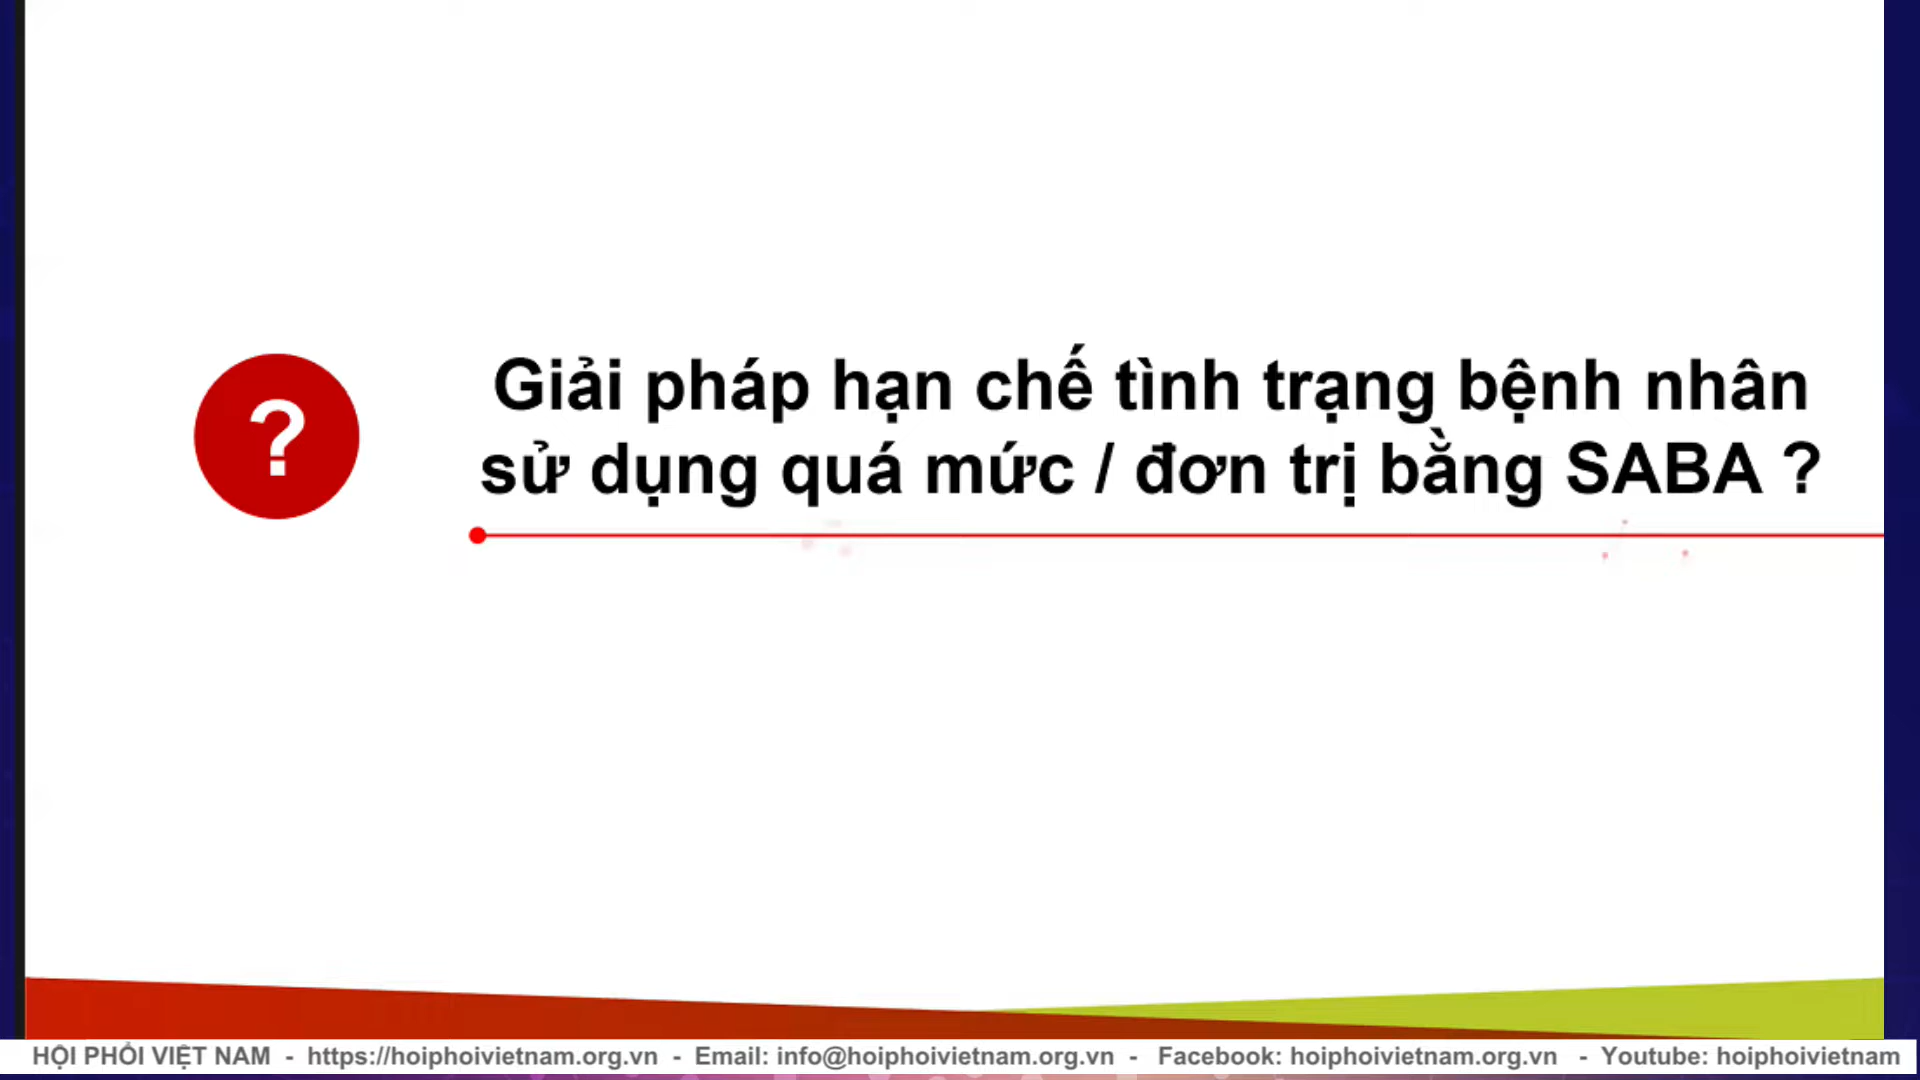 ?
Giải pháp hạn chế tình trạng bệnh nhân
sử dụng quá mức / đơn trị bằng SABA ?
HỘI PHỔI VIỆT NAM - https://hoiphoivietnam.org.vn - Email: info@hoiphoivietnam.org.vn - Facebook: hoiphoivietnam.org.vn - Youtube: hoiphoivietnam